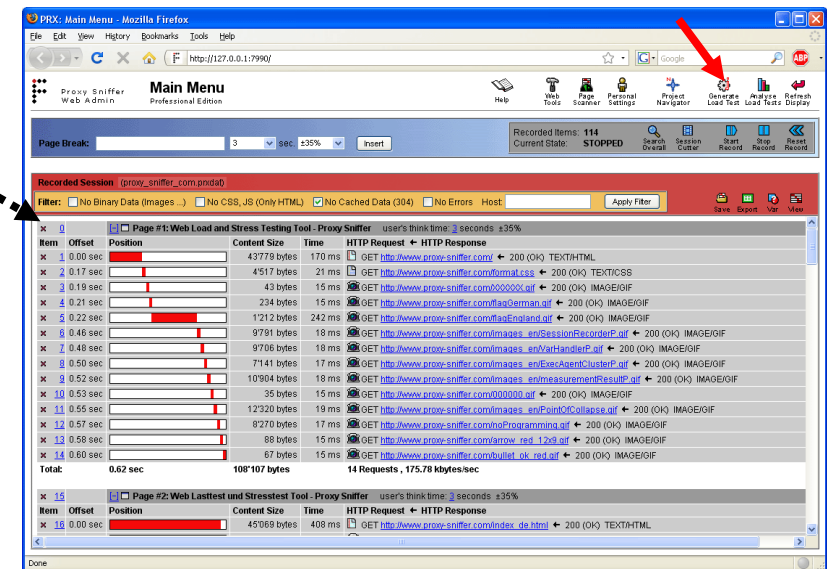 PRX: Main Menu - Mozilla Firefox
File Edit View History Bookmarks Tools Help
http://127.0.0.1:7990/
Google
ABP
Proxy Sniffer
Web Admin
Main Menu
Professional Edition
Help
Web Tools
Page Scanner
Personal Settings
Project Navigator
Generate Load Test
Analyse Load Tests
Refresh Display
Page Break: 3 sec. ±35% Insert
Recorded Items: 114
Current State: STOPPED
Search Overall
Session Cutter
Start Record
Stop Record
Reset Record
Recorded Session (proxy_sniffer_com.prxdat)
Filter: No Binary Data (Images ...) No CSS, JS (Only HTML) No Cached Data (304) No Errors Host: Apply Filter
Save Export Var View
× 0 [-] Page #1: Web Load and Stress Testing Tool - Proxy Sniffer user's think time: 3 seconds ±35%
Item Offset Position Content Size Time HTTP Request ← HTTP Response
× 1 0.00 sec 43'779 bytes 170 ms GET http://www.proxy-sniffer.com/ ← 200 (OK) TEXT/HTML
× 2 0.17 sec 4'517 bytes 21 ms GET http://www.proxy-sniffer.com/format.css ← 200 (OK) TEXT/CSS
× 3 0.19 sec 43 bytes 15 ms GET http://www.proxy-sniffer.com/XXXXXX.gif ← 200 (OK) IMAGE/GIF
× 4 0.21 sec 234 bytes 15 ms GET http://www.proxy-sniffer.com/flagGerman.gif ← 200 (OK) IMAGE/GIF
× 5 0.22 sec 1'212 bytes 242 ms GET http://www.proxy-sniffer.com/flagEngland.gif ← 200 (OK) IMAGE/GIF
× 6 0.46 sec 9'791 bytes 18 ms GET http://www.proxy-sniffer.com/images_en/SessionRecorderP.gif ← 200 (OK) IMAGE/GIF
× 7 0.48 sec 9'706 bytes 18 ms GET http://www.proxy-sniffer.com/images_en/VarHandlerP.gif ← 200 (OK) IMAGE/GIF
× 8 0.50 sec 7'141 bytes 17 ms GET http://www.proxy-sniffer.com/images_en/ExecAgentClusterP.gif ← 200 (OK) IMAGE/GIF
× 9 0.52 sec 10'904 bytes 18 ms GET http://www.proxy-sniffer.com/images_en/measurementResultP.gif ← 200 (OK) IMAGE/GIF
× 10 0.53 sec 35 bytes 15 ms GET http://www.proxy-sniffer.com/000000.gif ← 200 (OK) IMAGE/GIF
× 11 0.55 sec 12'320 bytes 19 ms GET http://www.proxy-sniffer.com/images_en/PointOfCollapse.gif ← 200 (OK) IMAGE/GIF
× 12 0.57 sec 8'270 bytes 17 ms GET http://www.proxy-sniffer.com/noProgramming.gif ← 200 (OK) IMAGE/GIF
× 13 0.58 sec 88 bytes 15 ms GET http://www.proxy-sniffer.com/arrow_red_12x9.gif ← 200 (OK) IMAGE/GIF
× 14 0.60 sec 67 bytes 15 ms GET http://www.proxy-sniffer.com/bullet_ok_red.gif ← 200 (OK) IMAGE/GIF
Total: 0.62 sec 108'107 bytes 14 Requests , 175.78 kbytes/sec
× 15 [-] Page #2: Web Lasttest und Stresstest Tool - Proxy Sniffer user's think time: 3 seconds ±35%
Item Offset Position Content Size Time HTTP Request ← HTTP Response
× 16 0.00 sec 45'069 bytes 408 ms GET http://www.proxy-sniffer.com/index_de.html ← 200 (OK) TEXT/HTML
Done